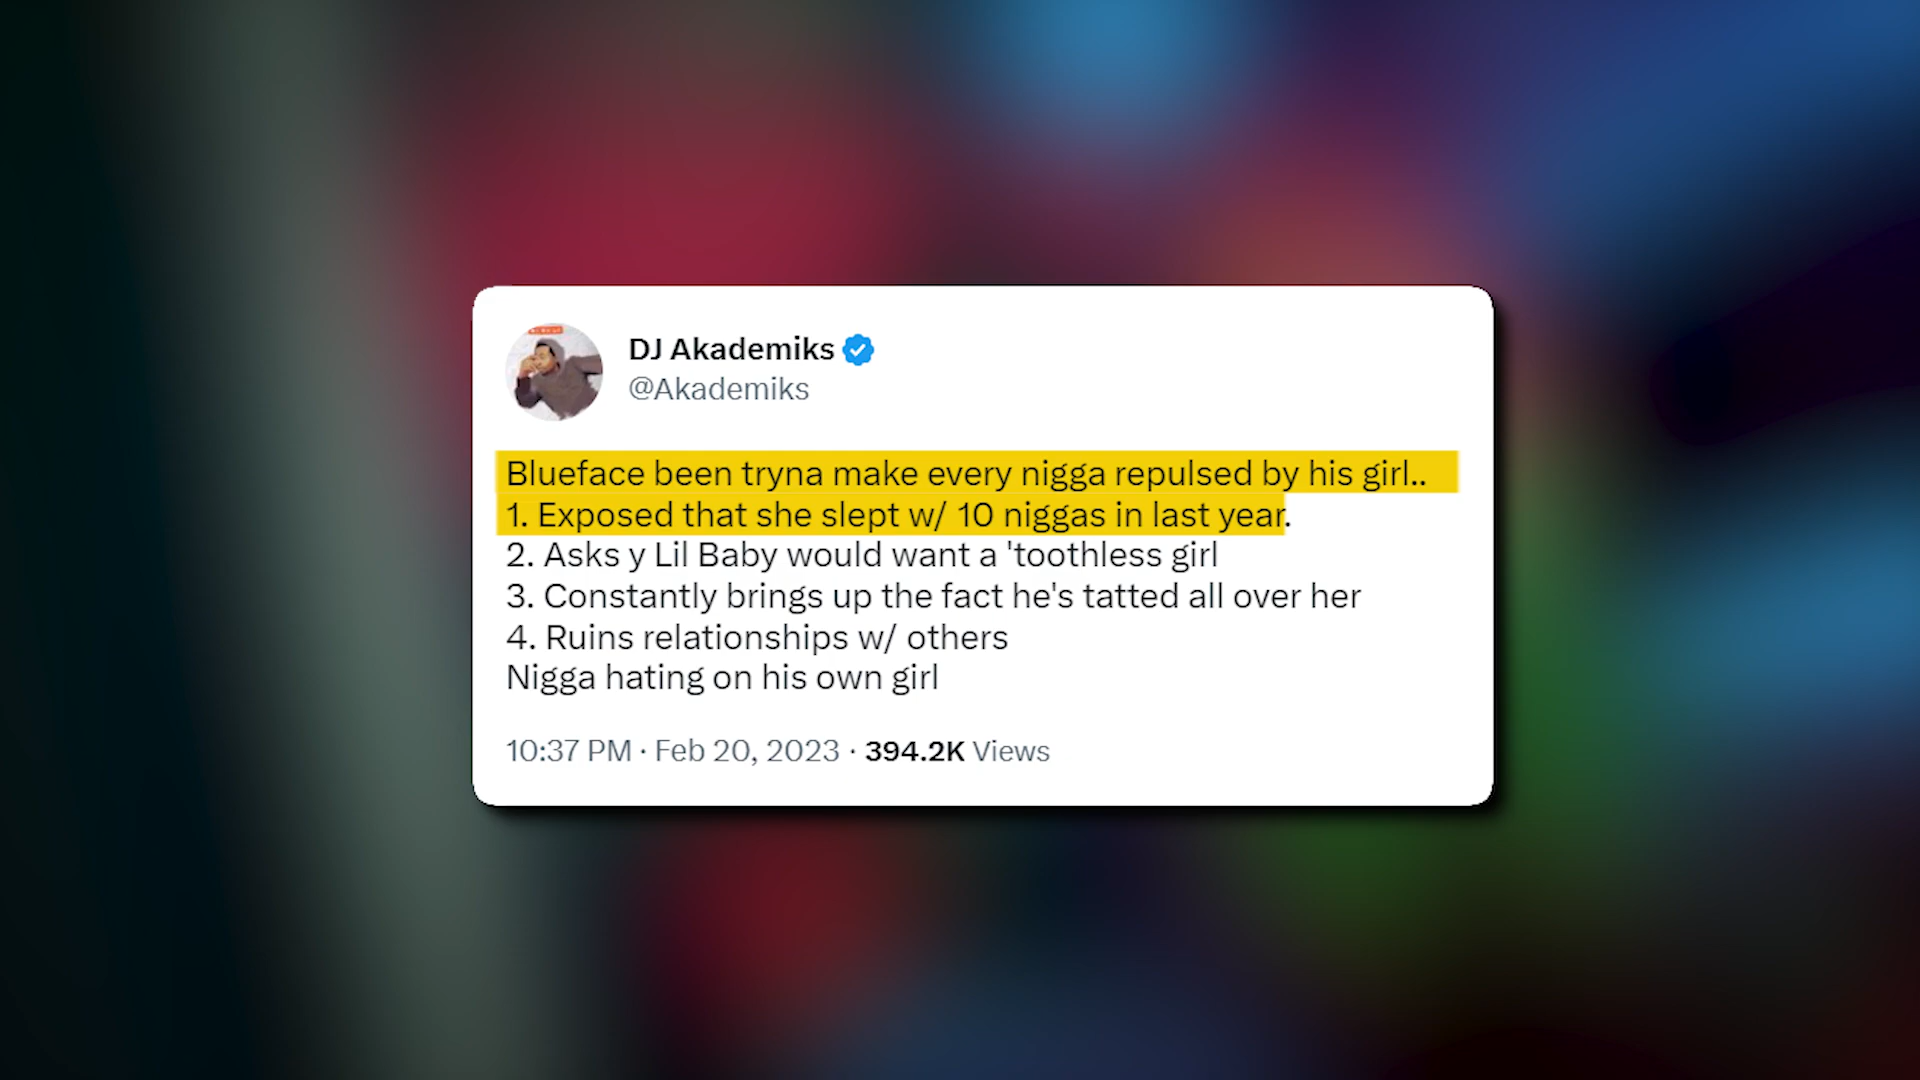 DJ Akademiks
@Akademiks
Blueface been tryna make every nigga repulsed by his girl..
1. Exposed that she slept w/ 10 niggas in last year.
2. Asks y Lil Baby would want a 'toothless girl
3. Constantly brings up the fact he's tatted all over her
4. Ruins relationships w/ others
Nigga hating on his own girl
10:37 PM · Feb 20, 2023 · 394.2K Views